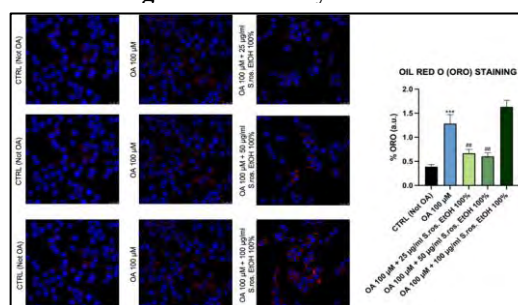 CTRL (Not OA)
OA 100 µM
OA 100 µM + 25 µg/ml
S.ros. EtOH 100%
CTRL (Not OA)
OA 100 µM
OA 100 µM + 50 µg/ml
S.ros. EtOH 100%
CTRL (Not OA)
OA 100 µM
OA 100 µM + 100 µg/ml
S.ros. EtOH 100%
OIL RED O (ORO) STAINING
% ORO (a.u.)
2.0
1.5
1.0
0.5
0.0
***
##
##
CTRL (Not OA)
OA 100 µM
OA 100 µM + 25 µg/ml S.ros. EtOH 100%
OA 100 µM + 50 µg/ml S.ros. EtOH 100%
OA 100 µM + 100 µg/ml S.ros. EtOH 100%